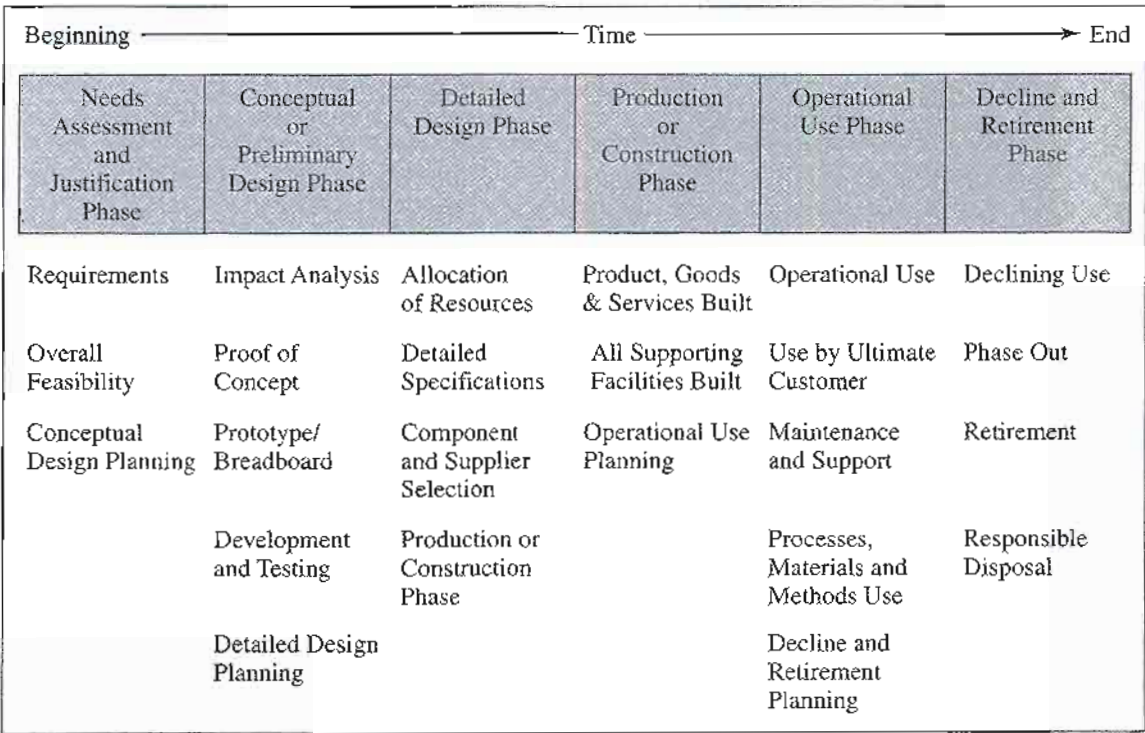 Beginning Time End
Needs
Assessment
and
Justification
Phase
Conceptual
or
Preliminary
Design Phase
Detailed
Design Phase
Production
or
Construction
Phase
Operational
Use Phase
Decline and
Retirement
Phase
Requirements
Overall
Feasibility
Conceptual
Design Planning
Impact Analysis
Proof of
Concept
Prototype/
Breadboard
Development
and Testing
Detailed Design
Planning
Allocation
of Resources
Detailed
Specifications
Component
and Supplier
Selection
Production or
Construction
Phase
Product, Goods
& Services Built
All Supporting
Facilities Built
Operational Use
Planning
Operational Use
Use by Ultimate
Customer
Maintenance
and Support
Processes,
Materials and
Methods Use
Decline and
Retirement
Planning
Declining Use
Phase Out
Retirement
Responsible
Disposal